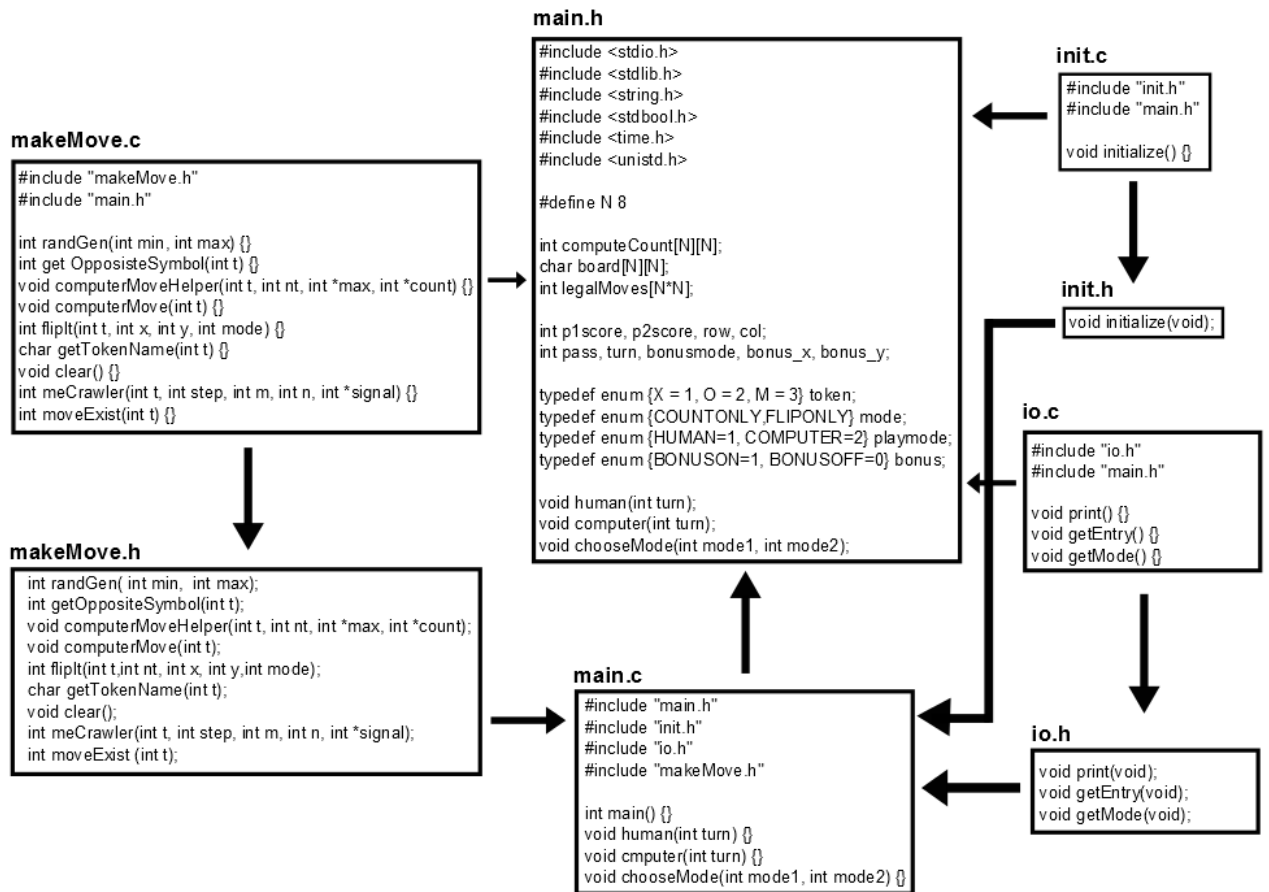 main.h
#include <stdio.h>
#include <stdlib.h>
#include <string.h>
#include <stdbool.h>
#include <time.h>
#include <unistd.h>
#define N 8
int computeCount[N][N];
char board[N][N];
int legalMoves[N*N];
int p1score, p2score, row, col;
int pass, turn, bonusmode, bonus_x, bonus_y;
typedef enum {X = 1, O = 2, M = 3} token;
typedef enum {COUNTONLY,FLIPONLY} mode;
typedef enum {HUMAN=1, COMPUTER=2} playmode;
typedef enum {BONUSON=1, BONUSOFF=0} bonus;
void human(int turn);
void computer(int turn);
void chooseMode(int mode1, int mode2);
init.c
#include "init.h"
#include "main.h"
void initialize() {}
makeMove.c
#include "makeMove.h"
#include "main.h"
int randGen(int min, int max) {}
int get OpposisteSymbol(int t) {}
void computerMoveHelper(int t, int nt, int *max, int *count) {}
void computerMove(int t) {}
int flipIt(int t, int x, int y, int mode) {}
char getTokenName(int t) {}
void clear() {}
int meCrawler(int t, int step, int m, int n, int *signal) {}
int moveExist(int t) {}
init.h
void initialize(void);
io.c
#include "io.h"
#include "main.h"
void print() {}
void getEntry() {}
void getMode() {}
makeMove.h
int randGen( int min, int max);
int getOppositeSymbol(int t);
void computerMoveHelper(int t, int nt, int *max, int *count);
void computerMove(int t);
int flipIt(int t,int nt, int x, int y,int mode);
char getTokenName(int t);
void clear();
int meCrawler(int t, int step, int m, int n, int *signal);
int moveExist (int t);
main.c
#include "main.h"
#include "init.h"
#include "io.h"
#include "makeMove.h"
int main() {}
void human(int turn) {}
void cmputer(int turn) {}
void chooseMode(int mode1, int mode2) {}
io.h
void print(void);
void getEntry(void);
void getMode(void);